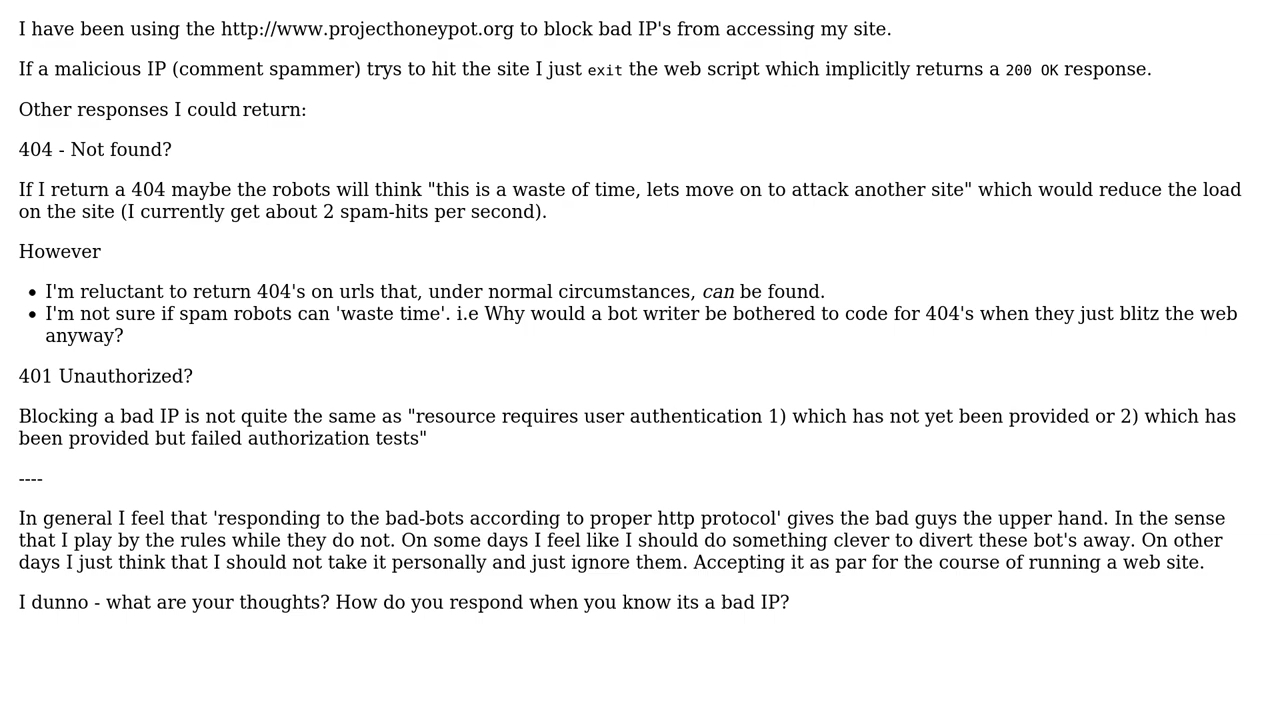 I have been using the http://www.projecthoneypot.org to block bad IP's from accessing my site.
If a malicious IP (comment spammer) trys to hit the site I just exit the web script which implicitly returns a 200 OK response.
Other responses I could return:
404 - Not found?
If I return a 404 maybe the robots will think "this is a waste of time, lets move on to attack another site" which would reduce the load
on the site (I currently get about 2 spam-hits per second).
However
• I'm reluctant to return 404's on urls that, under normal circumstances, can be found.
• I'm not sure if spam robots can 'waste time'. i.e Why would a bot writer be bothered to code for 404's when they just blitz the web
anyway?
401 Unauthorized?
Blocking a bad IP is not quite the same as "resource requires user authentication 1) which has not yet been provided or 2) which has
been provided but failed authorization tests"
----
In general I feel that 'responding to the bad-bots according to proper http protocol' gives the bad guys the upper hand. In the sense
that I play by the rules while they do not. On some days I feel like I should do something clever to divert these bot's away. On other
days I just think that I should not take it personally and just ignore them. Accepting it as par for the course of running a web site.
I dunno - what are your thoughts? How do you respond when you know its a bad IP?